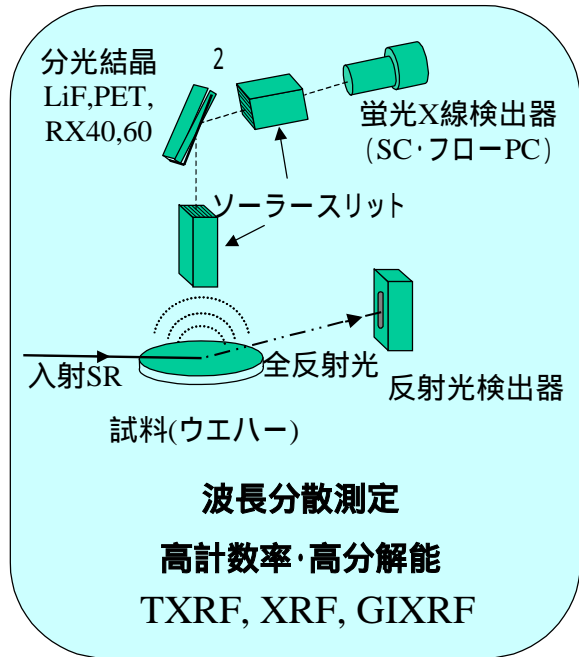 分光結晶
LiF,PET,
RX40,60
2
蛍光X線検出器
(SC･フローPC)
ソーラースリット
入射SR
全反射光
反射光検出器
試料(ウエハー)
波長分散測定
高計数率･高分解能
TXRF, XRF, GIXRF